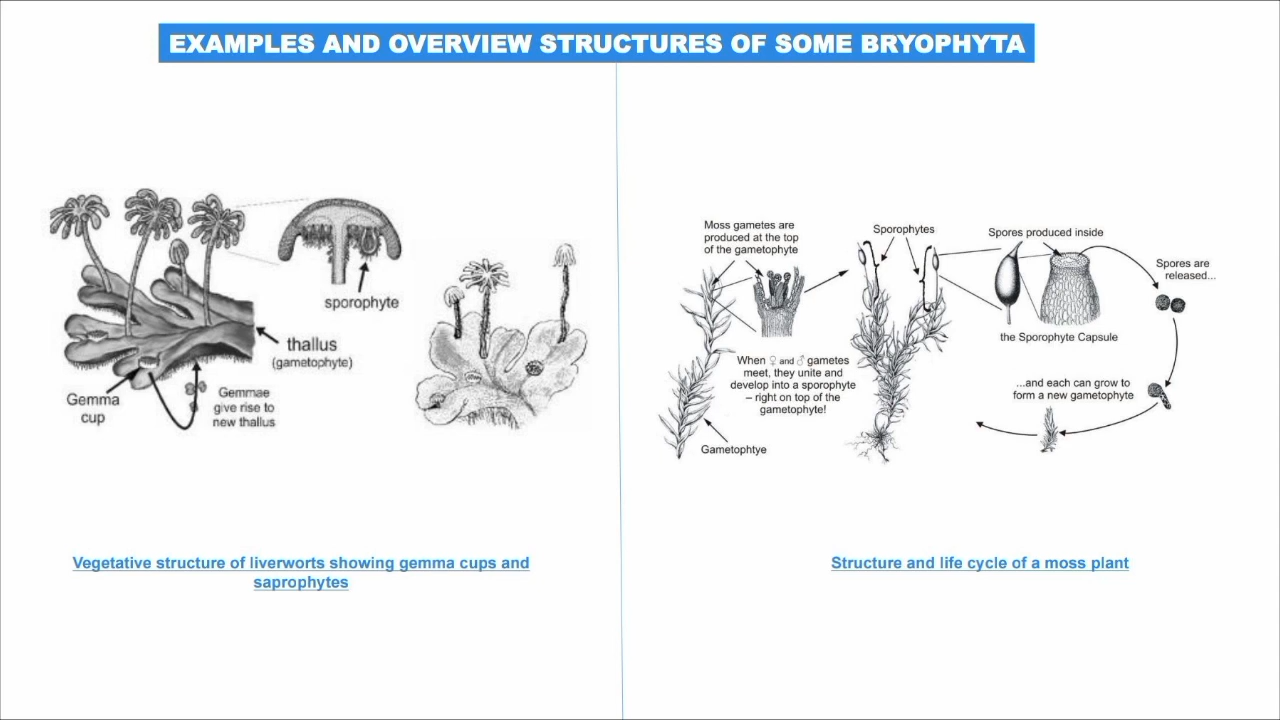 EXAMPLES AND OVERVIEW STRUCTURES OF SOME BRYOPHYTA
sporophyte
thallus
(gametophyte)
Gemma
cup
Gemmae
give rise to
new thallus
Vegetative structure of liverworts showing gemma cups and
saprophytes
Moss gametes are
produced at the top
of the gametophyte
Sporophytes
Spores produced inside
Spores are
released...
the Sporophyte Capsule
When ♀ and ♂ gametes
meet, they unite and
develop into a sporophyte
– right on top of the
gametophyte!
...and each can grow to
form a new gametophyte
Gametophtye
Structure and life cycle of a moss plant